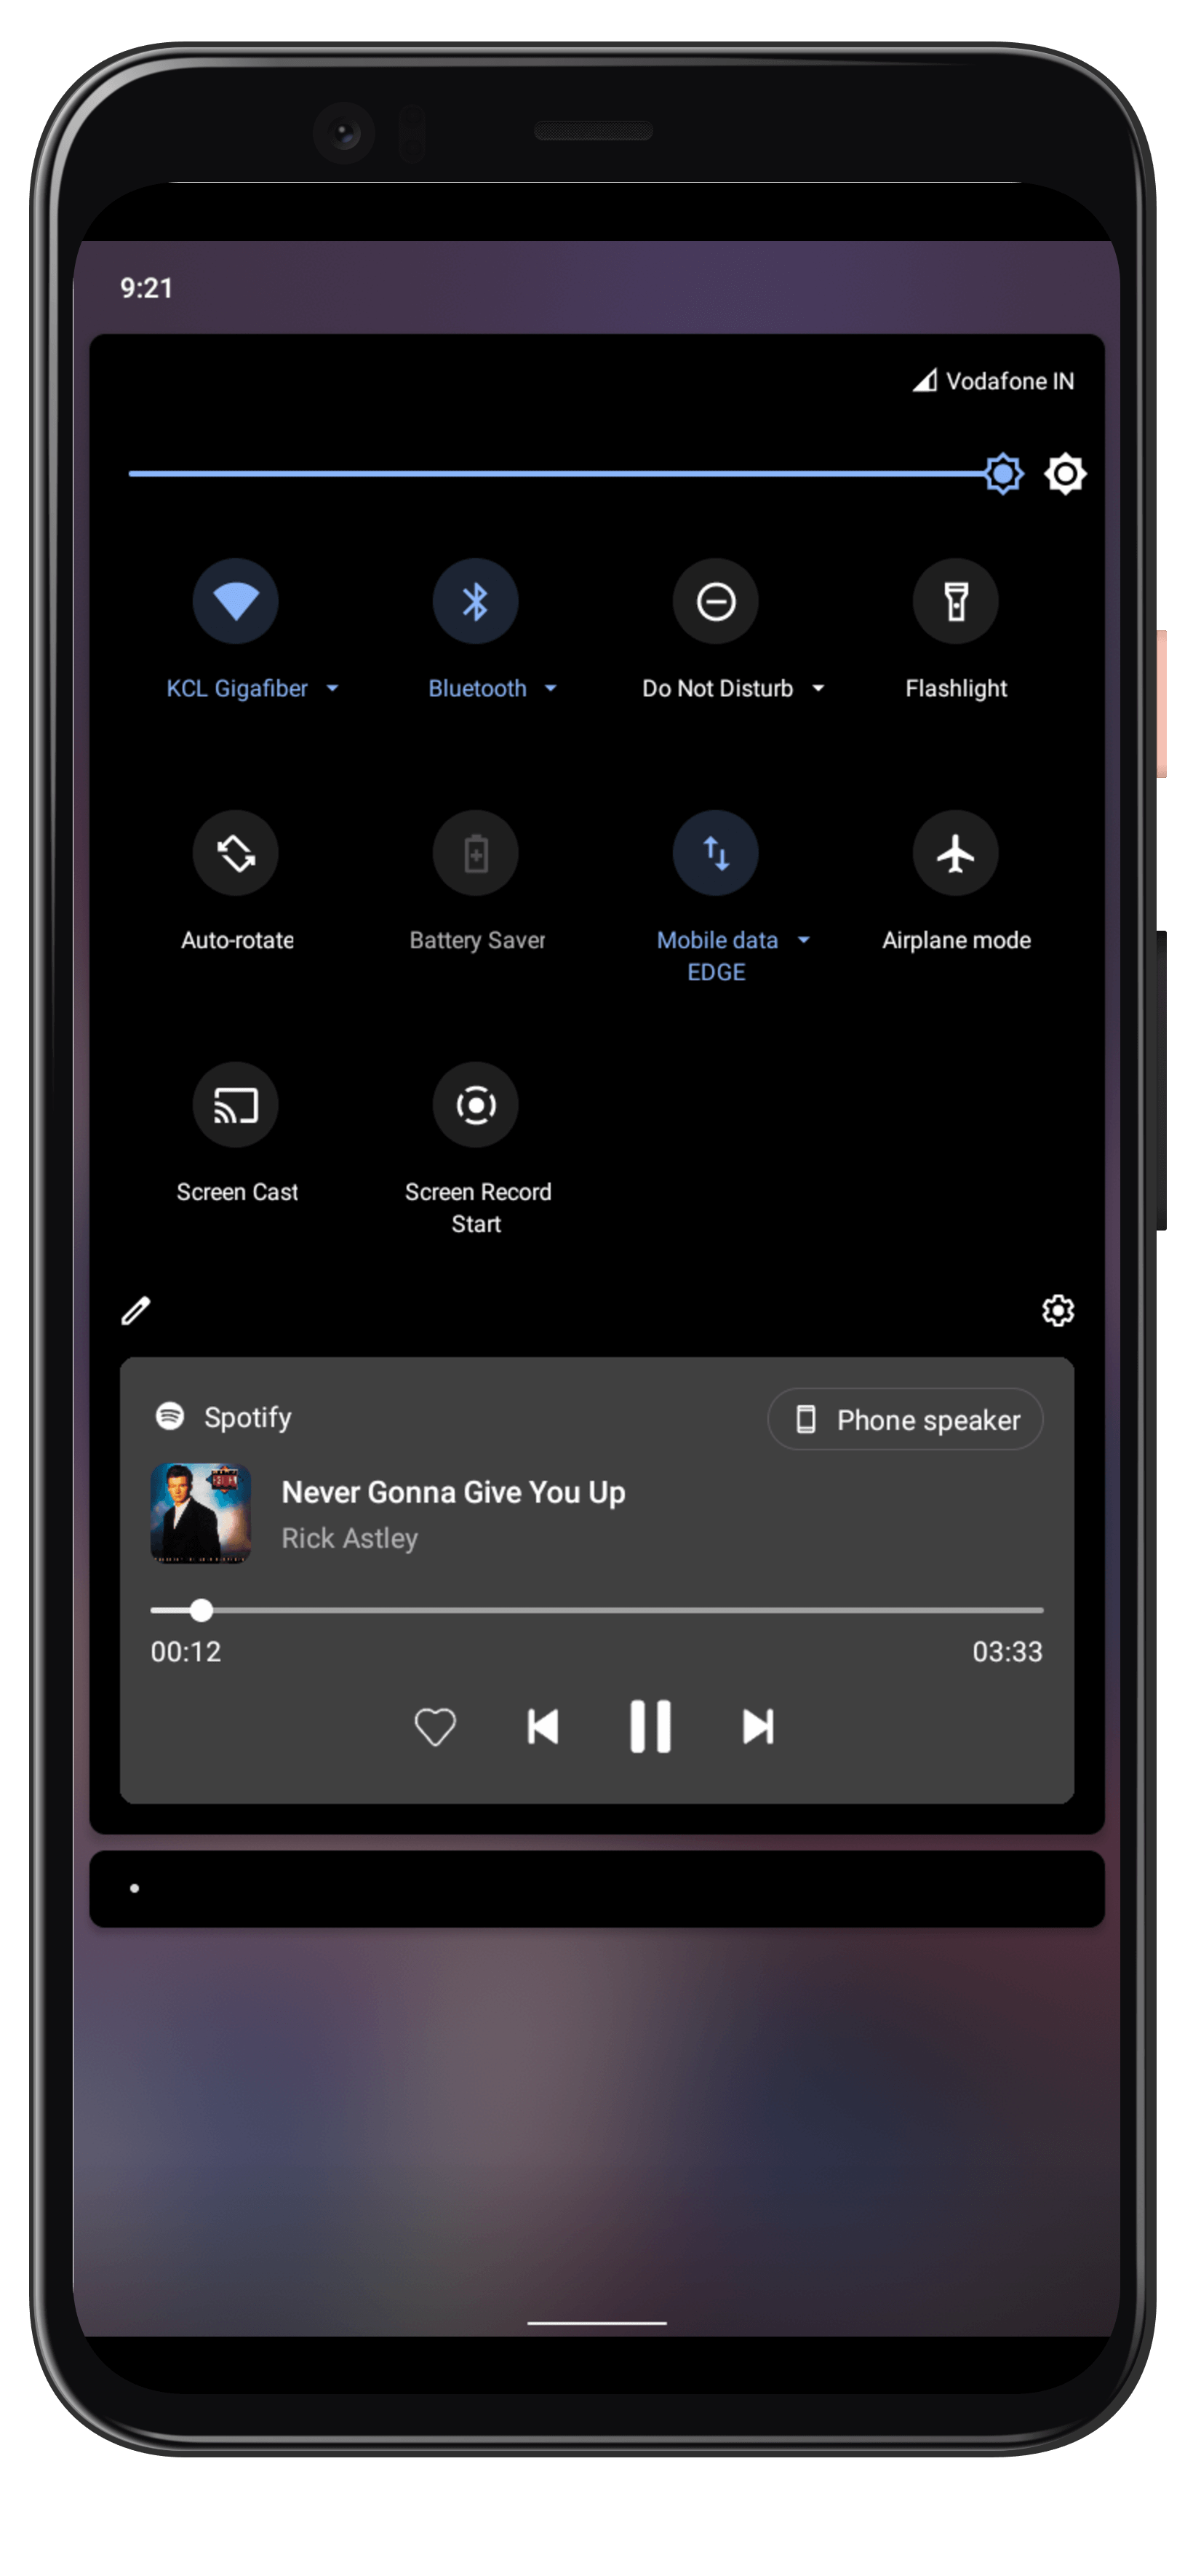 9:21
Vodafone IN
KCL Gigafiber
Bluetooth
Do Not Disturb
Flashlight
Auto-rotate
Battery Saver
Mobile data
EDGE
Airplane mode
Screen Cast
Screen Record
Start
Spotify
Phone speaker
Never Gonna Give You Up
Rick Astley
00:12
03:33